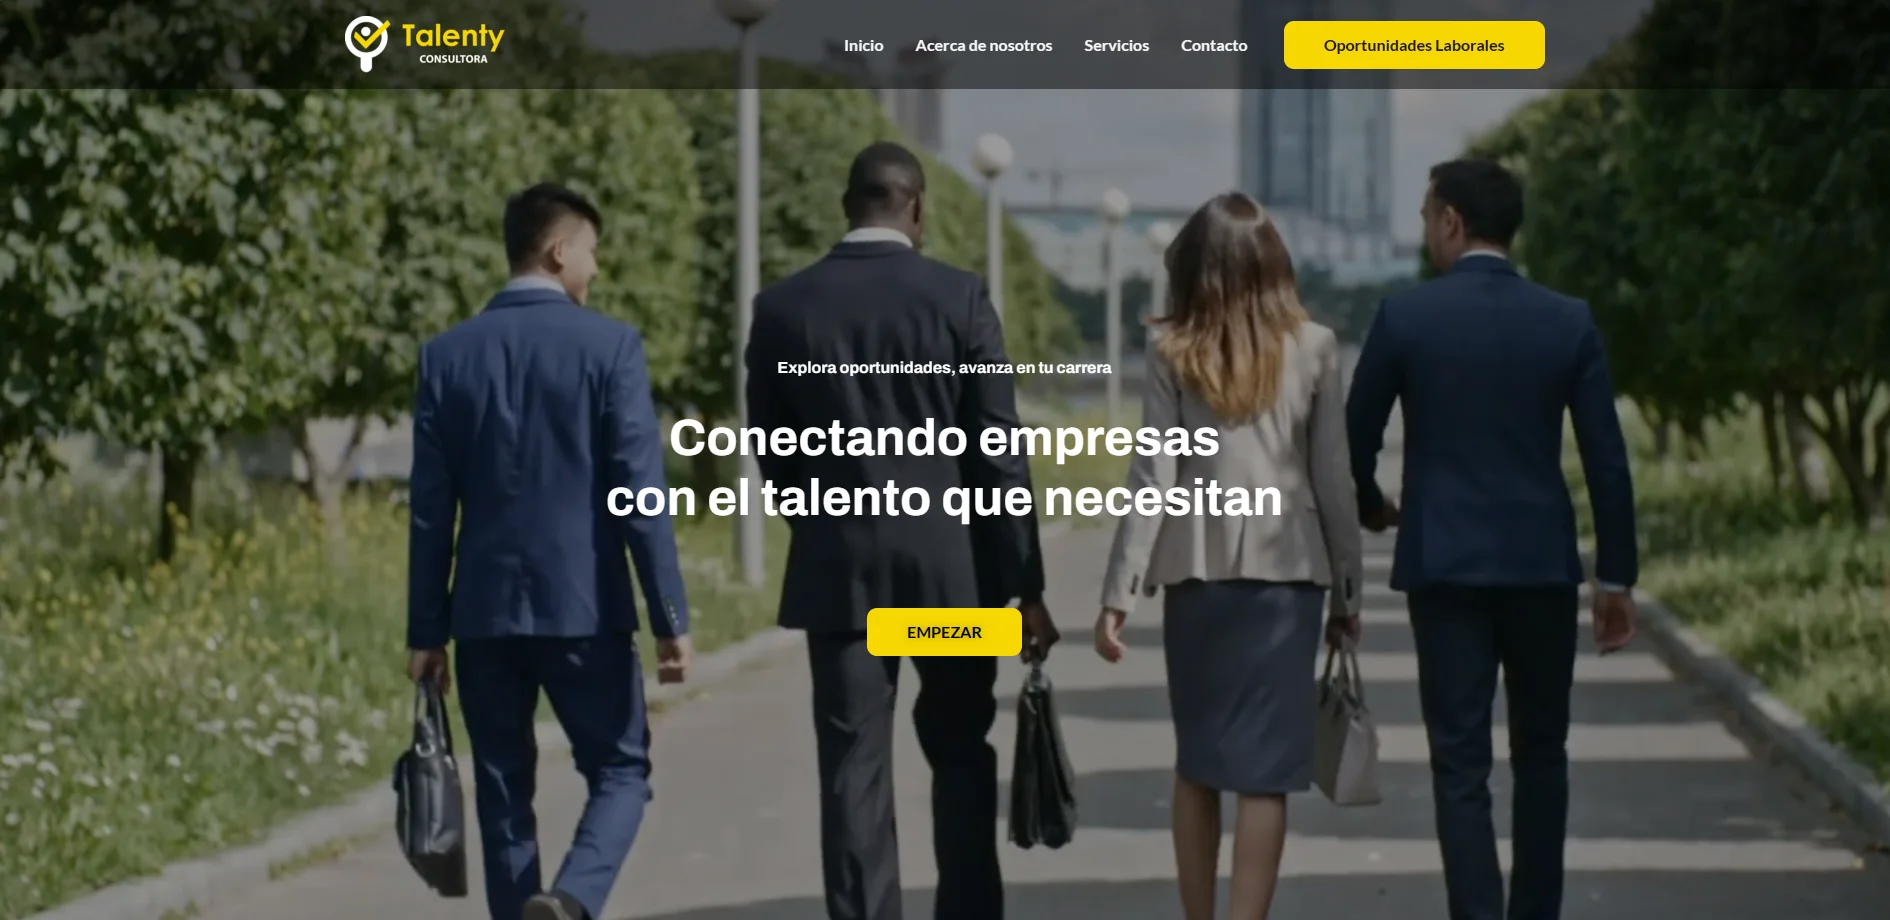 Talenty
CONSULTORA
Inicio
Acerca de nosotros
Servicios
Contacto
Oportunidades Laborales
Explora oportunidades, avanza en tu carrera
Conectando empresas
con el talento que necesitan
EMPEZAR